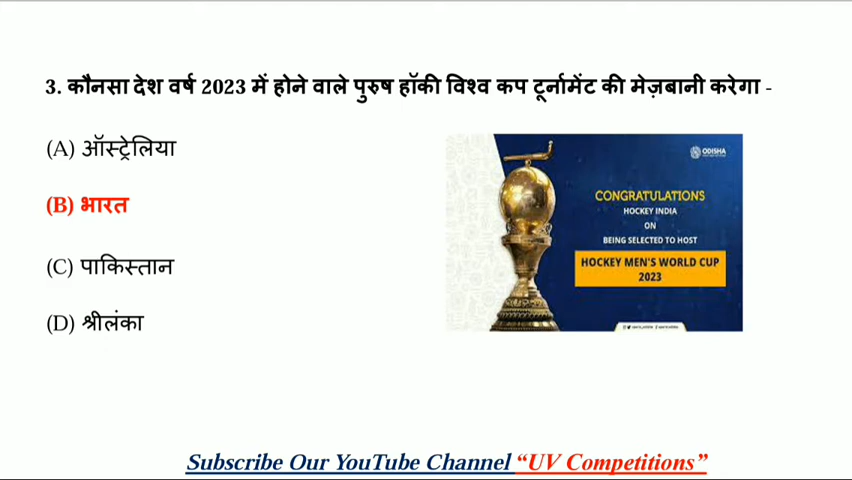 3. कौनसा देश वर्ष 2023 में होने वाले पुरुष हॉकी विश्व कप टूर्नामेंट की मेज़बानी करेगा -
(A) ऑस्ट्रेलिया
(B) भारत
(C) पाकिस्तान
(D) श्रीलंका
ODISHA
CONGRATULATIONS
HOCKEY INDIA
ON
BEING SELECTED TO HOST
HOCKEY MEN'S WORLD CUP
2023
Subscribe Our YouTube Channel “UV Competitions”